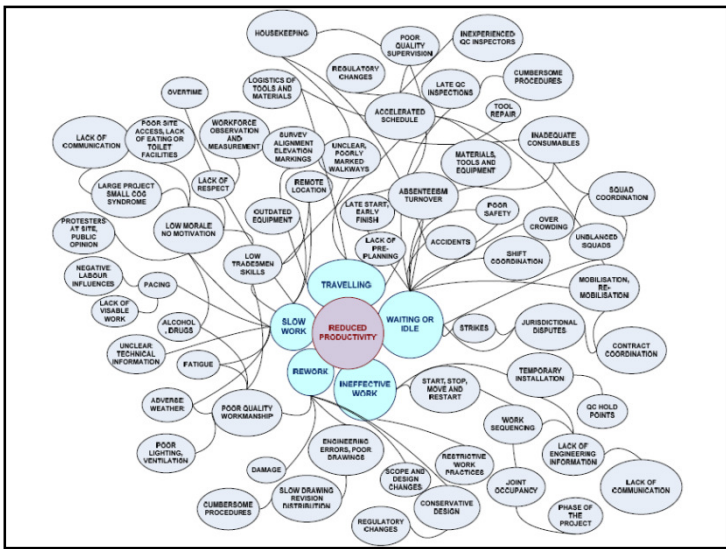 HOUSEKEEPING
POOR
QUALITY
SUPERVISION
INEXPERIENCED
QC INSPECTORS
REGULATORY
CHANGES
LOGISTICS OF
TOOLS AND
MATERIALS
LATE QC
INSPECTIONS
CUMBERSOME
PROCEDURES
OVERTIME
ACCELERATED
SCHEDULE
TOOL
REPAIR
LACK OF
COMMUNICATION
POOR SITE
ACCESS, LACK
OF EATING OR
TOILET
FACILITIES
WORKFORCE
OBSERVATION
AND
MEASUREMENT
SURVEY
ALIGNMENT
ELEVATION
MARKINGS
UNCLEAR,
POORLY
MARKED
WALKWAYS
INADEQUATE
CONSUMABLES
MATERIALS,
TOOLS AND
EQUIPMENT
LACK OF
RESPECT
REMOTE
LOCATION
ABSENTEEISM
TURNOVER
SQUAD
COORDINATION
LARGE PROJECT
SMALL COG
SYNDROME
LATE START,
EARLY
FINISH
POOR
SAFETY
PROTESTERS
AT SITE,
PUBLIC
OPINION
LOW MORALE
NO MOTIVATION
OUTDATED
EQUIPMENT
OVER
CROWDING
LACK OF
PRE-
PLANNING
ACCIDENTS
UNBLANCED
SQUADS
LOW
TRADESMEN
SKILLS
SHIFT
COORDINATION
NEGATIVE
LABOUR
INFLUENCES
PACING
TRAVELLING
MOBILISATION,
RE-
MOBILISATION
LACK OF
VISABLE
WORK
SLOW
WORK
REDUCED
PRODUCTIVITY
WAITING OR
IDLE
ALCOHOL
, DRUGS
STRIKES
JURISDICTIONAL
DISPUTES
CONTRACT
COORDINATION
UNCLEAR
TECHNICAL
INFORMATION
FATIGUE
REWORK
INEFFECTIVE
WORK
START, STOP,
MOVE AND
RESTART
TEMPORARY
INSTALLATION
ADVERSE
WEATHER
POOR QUALITY
WORKMANSHIP
QC HOLD
POINTS
WORK
SEQUENCING
POOR
LIGHTING,
VENTILATION
ENGINEERING
ERRORS, POOR
DRAWINGS
LACK OF
ENGINEERING
INFORMATION
RESTRICTIVE
WORK
PRACTICES
DAMAGE
SCOPE AND
DESIGN
CHANGES
LACK OF
COMMUNICATION
SLOW DRAWING
REVISION
DISTRIBUTION
JOINT
OCCUPANCY
CUMBERSOME
PROCEDURES
CONSERVATIVE
DESIGN
REGULATORY
CHANGES
PHASE OF
THE
PROJECT